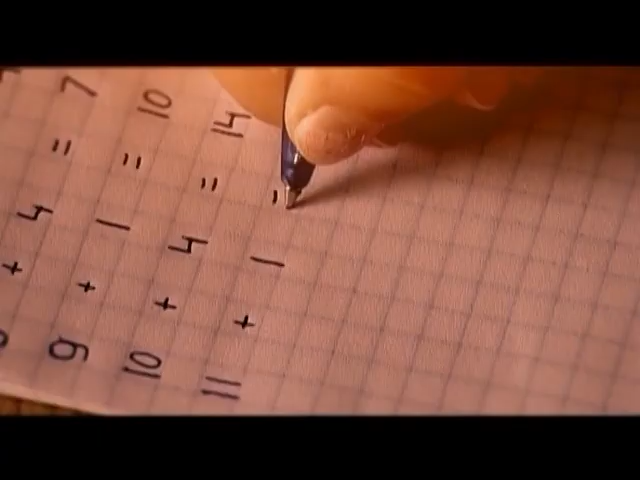 + 4 = 7
9 + 1 = 10
10 + 4 = 14
11 + 1 =